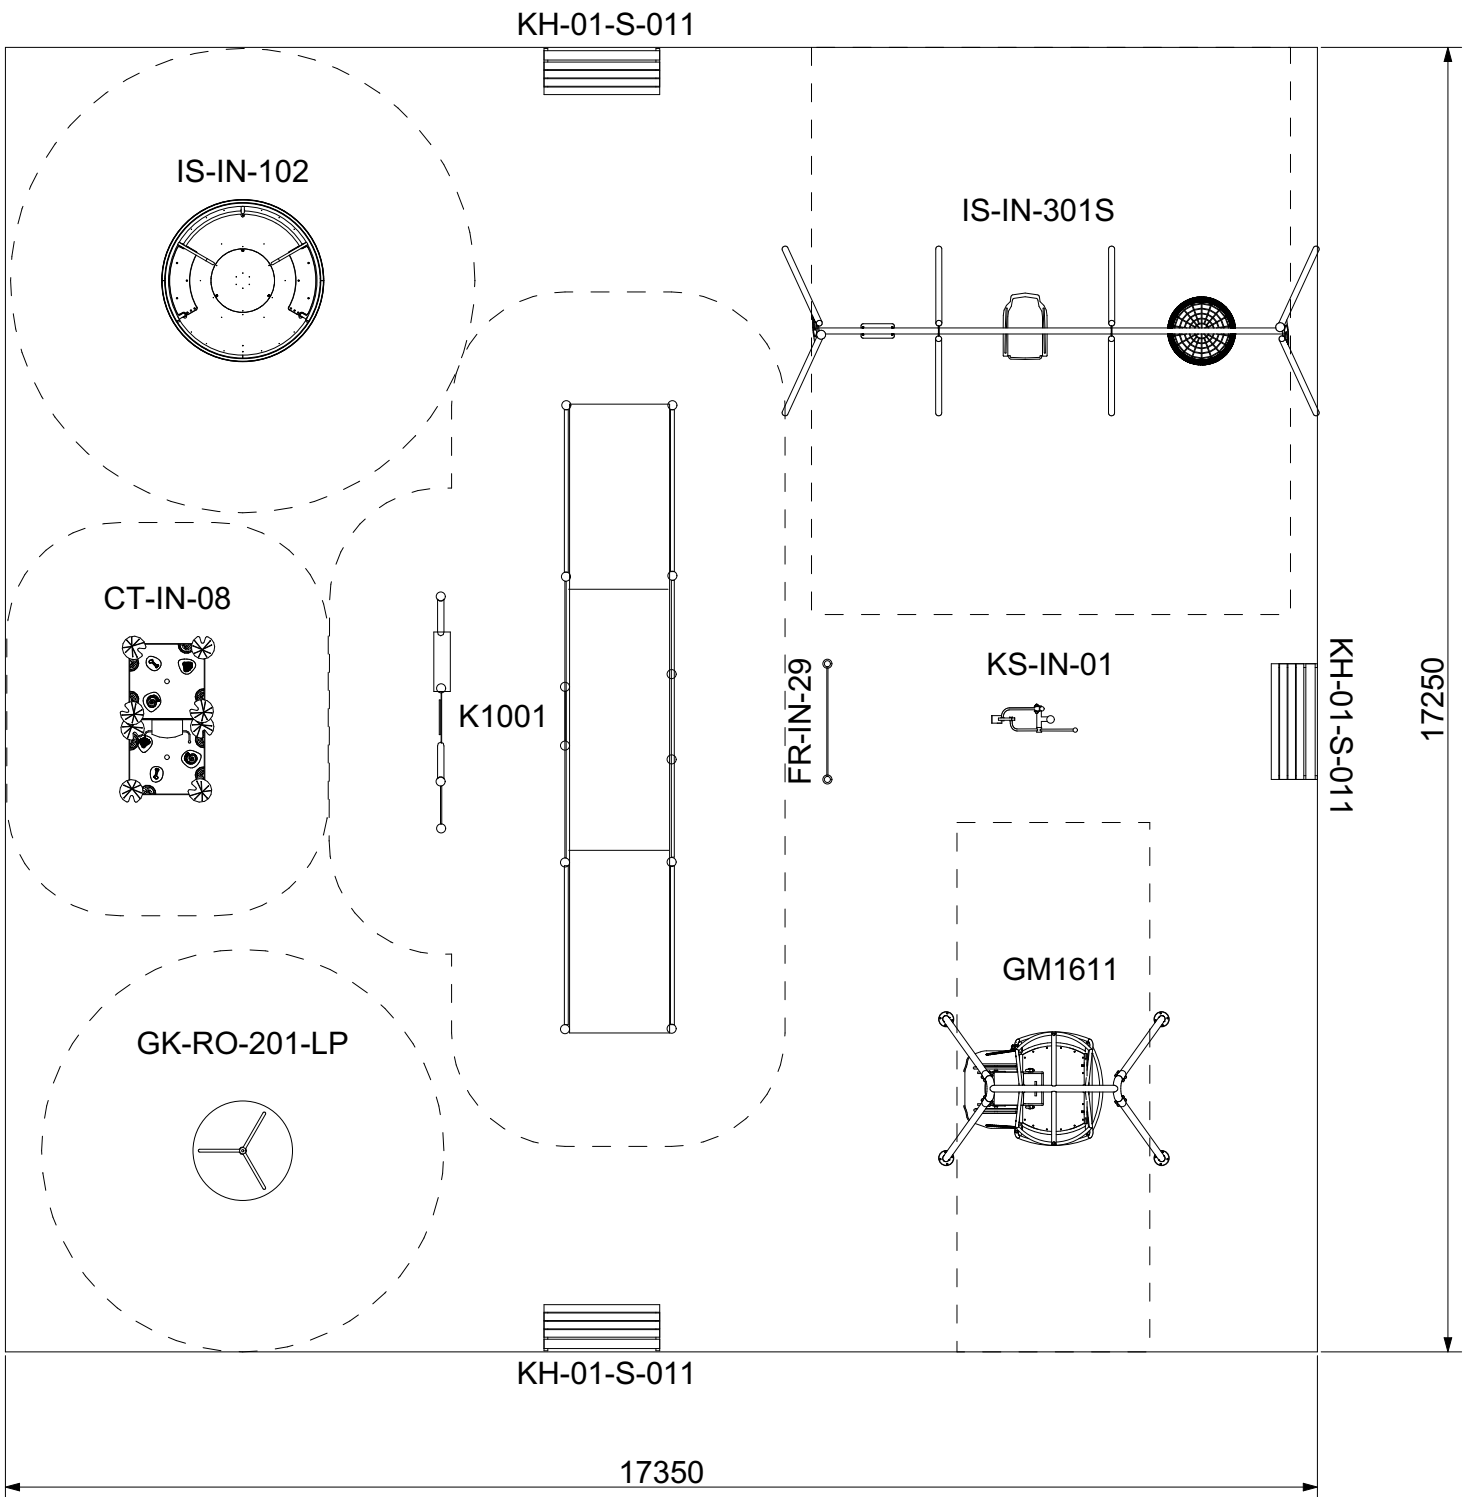 KH-01-S-011
IS-IN-102
IS-IN-301S
CT-IN-08
K1001
FR-IN-29
KS-IN-01
KH-01-S-011
17250
GM1611
GK-RO-201-LP
KH-01-S-011
17350